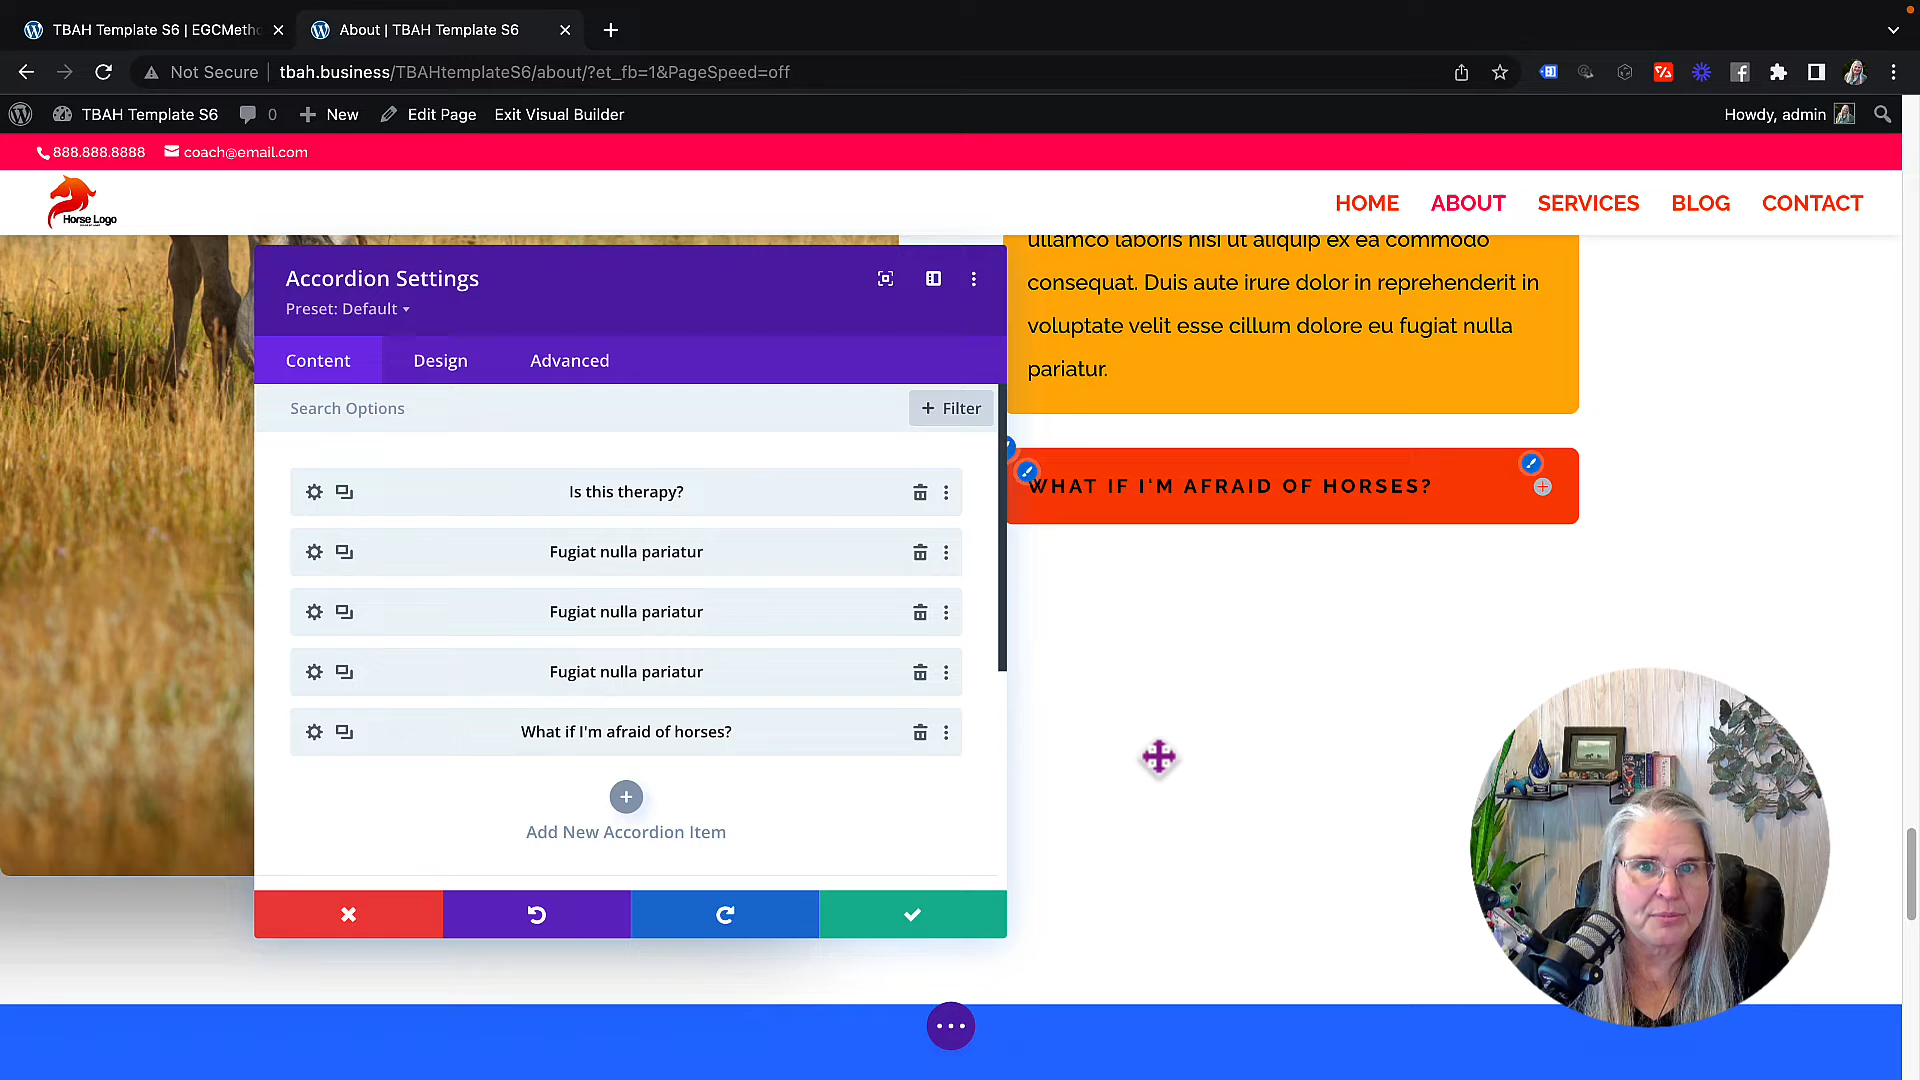 TBAH Template S6 | EGCMetho
About | TBAH Template S6
Not Secure
tbah.business/TBAHtemplateS6/about/?et_fb=1&PageSpeed=off
TBAH Template S6
0
New
Edit Page
Exit Visual Builder
Howdy, admin
888.888.8888
coach@email.com
Horse Logo
HOME
ABOUT
SERVICES
BLOG
CONTACT
ullamco laboris nisi ut aliquip ex ea commodo
consequat. Duis aute irure dolor in reprehenderit in
voluptate velit esse cillum dolore eu fugiat nulla
pariatur.
WHAT IF I'M AFRAID OF HORSES?
Accordion Settings
Preset: Default
Content
Design
Advanced
Search Options
+ Filter
Is this therapy?
Fugiat nulla pariatur
Fugiat nulla pariatur
Fugiat nulla pariatur
What if I'm afraid of horses?
Add New Accordion Item